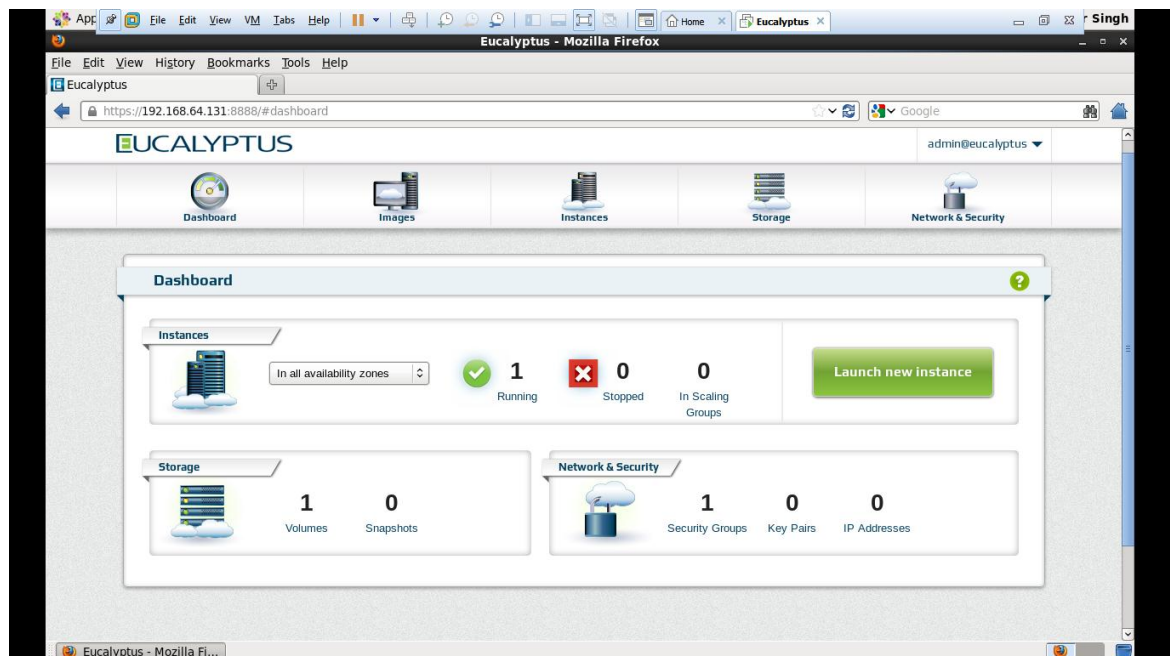 App File Edit View VM Tabs Help Home × Eucalyptus × r Singh
Eucalyptus - Mozilla Firefox
File Edit View History Bookmarks Tools Help
Eucalyptus
https://192.168.64.131:8888/#dashboard Google
EUCALYPTUS admin@eucalyptus
Dashboard Images Instances Storage Network & Security
Dashboard ?
Instances
In all availability zones 1 0 0 Launch new instance
Running Stopped In Scaling
Groups
Storage Network & Security
1 0 1 0 0
Volumes Snapshots Security Groups Key Pairs IP Addresses
Eucalyptus - Mozilla Fi...